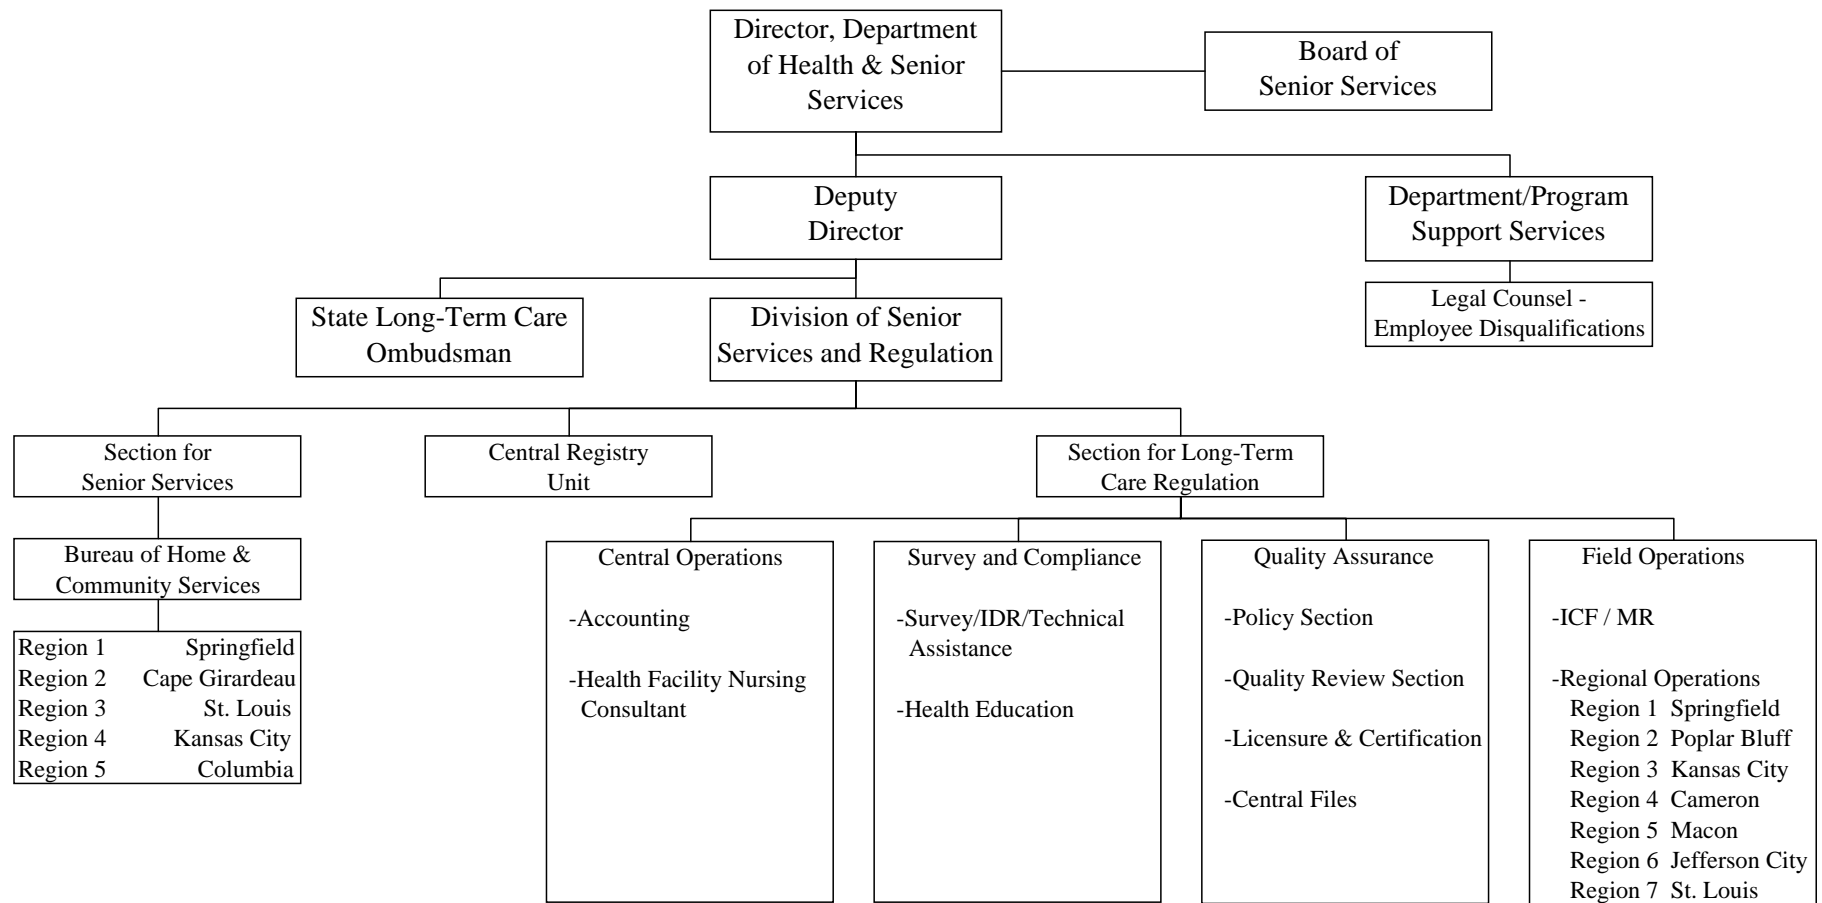 Director, Department
of Health & Senior
Services
Board of
Senior Services
Deputy
Director
Department/Program
Support Services
State Long-Term Care
Ombudsman
Division of Senior
Services and Regulation
Legal Counsel -
Employee Disqualifications
Section for
Senior Services
Central Registry
Unit
Section for Long-Term
Care Regulation
Bureau of Home &
Community Services
Region 1 Springfield
Region 2 Cape Girardeau
Region 3 St. Louis
Region 4 Kansas City
Region 5 Columbia
Central Operations
-Accounting
-Health Facility Nursing
Consultant
Survey and Compliance
-Survey/IDR/Technical
Assistance
-Health Education
Quality Assurance
-Policy Section
-Quality Review Section
-Licensure & Certification
-Central Files
Field Operations
-ICF / MR
-Regional Operations
Region 1 Springfield
Region 2 Poplar Bluff
Region 3 Kansas City
Region 4 Cameron
Region 5 Macon
Region 6 Jefferson City
Region 7 St. Louis